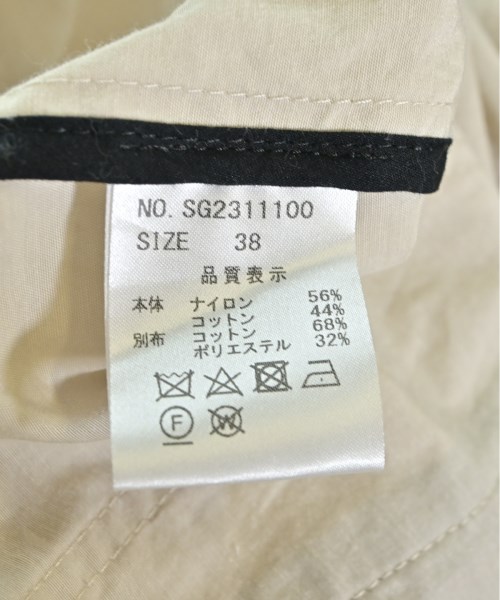 NO. SG2311100
SIZE 38
品質表示
本体 ナイロン 56%
コットン 44%
別布 コットン 68%
ポリエステル 32%
F W